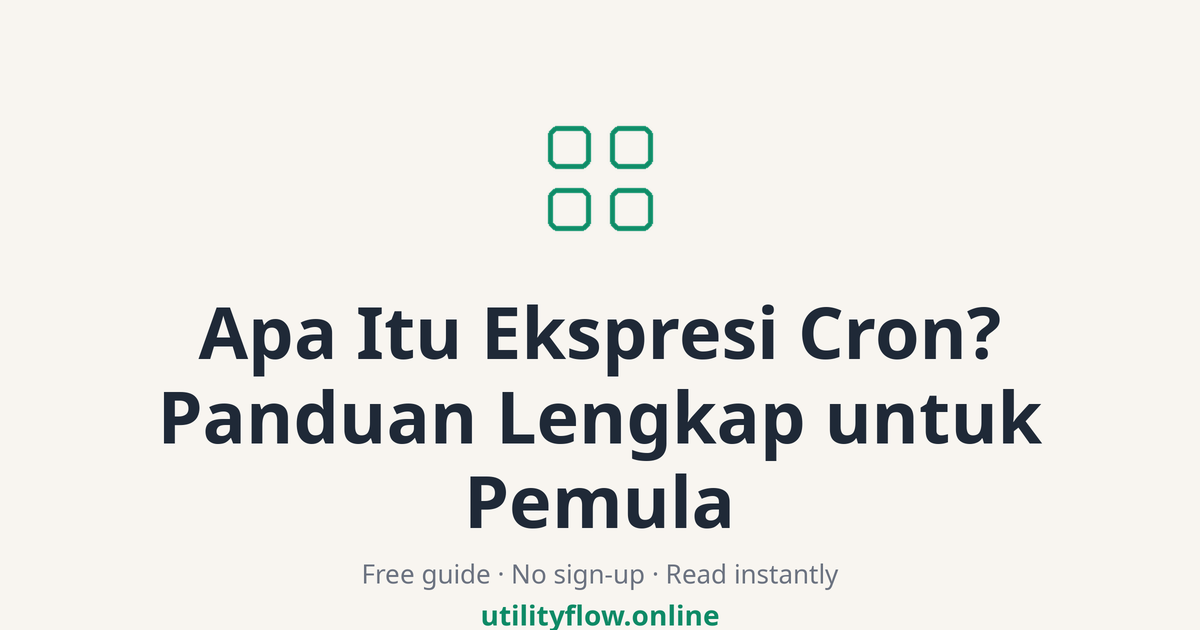 Apa Itu Ekspresi Cron?
Panduan Lengkap untuk
Pemula
Free guide · No sign-up · Read instantly
utilityflow.online